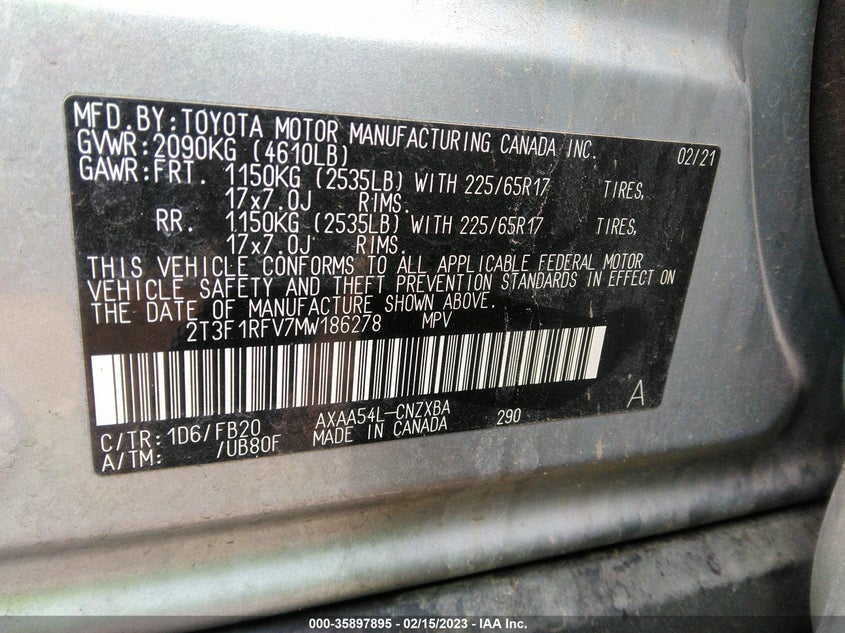 MFD.BY:TOYOTA MOTOR MANUFACTURING CANADA INC. 02/21
GVWR:2090KG (4610LB)
GAWR:FRT. 1150KG (2535LB) WITH 225/65R17 TIRES,
17x7.0J RIMS.
RR. 1150KG (2535LB) WITH 225/65R17 TIRES,
17x7.0J RIMS.
THIS VEHICLE CONFORMS TO ALL APPLICABLE FEDERAL MOTOR
VEHICLE SAFETY AND THEFT PREVENTION STANDARDS IN EFFECT ON
THE DATE OF MANUFACTURE SHOWN ABOVE.
2T3F1RFV7MW186278 MPV
C/TR:1D6/FB20 AXAA54L-CNZXBA 290 A
A/TM: /UB80F MADE IN CANADA
000-35897895 - 02/15/2023 - IAA Inc.